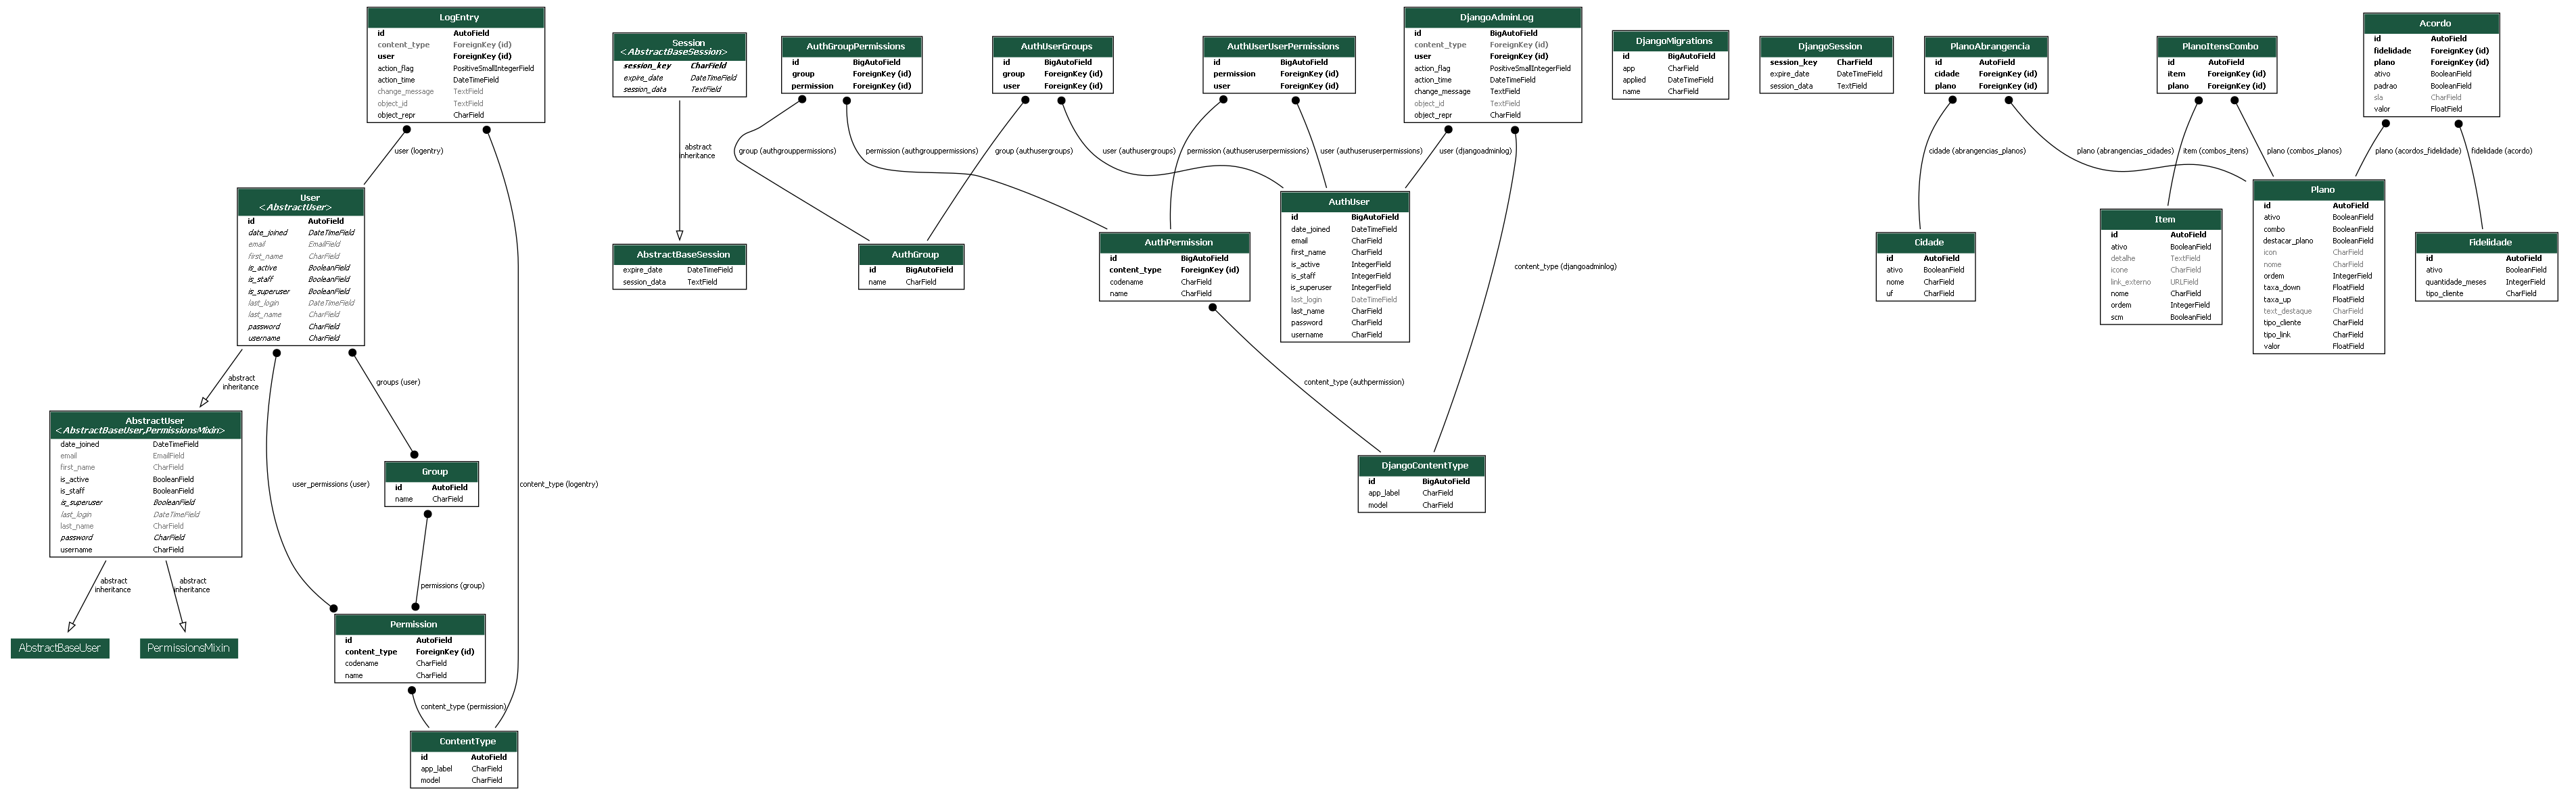 LogEntry
id AutoField
content_type ForeignKey (id)
user ForeignKey (id)
action_flag PositiveSmallIntegerField
action_time DateTimeField
change_message TextField
object_id TextField
object_repr CharField
user (logentry)
content_type (logentry)
User
<AbstractUser>
id AutoField
date_joined DateTimeField
email EmailField
first_name CharField
is_active BooleanField
is_staff BooleanField
is_superuser BooleanField
last_login DateTimeField
last_name CharField
password CharField
username CharField
abstract
inheritance
groups (user)
user_permissions (user)
AbstractUser
<AbstractBaseUser,PermissionsMixin>
date_joined DateTimeField
email EmailField
first_name CharField
is_active BooleanField
is_staff BooleanField
is_superuser BooleanField
last_login DateTimeField
last_name CharField
password CharField
username CharField
abstract
inheritance
abstract
inheritance
AbstractBaseUser
PermissionsMixin
Group
id AutoField
name CharField
permissions (group)
Permission
id AutoField
content_type ForeignKey (id)
codename CharField
name CharField
content_type (permission)
ContentType
id AutoField
app_label CharField
model CharField
Session
<AbstractBaseSession>
session_key CharField
expire_date DateTimeField
session_data TextField
abstract
inheritance
AbstractBaseSession
expire_date DateTimeField
session_data TextField
AuthGroupPermissions
id BigAutoField
group ForeignKey (id)
permission ForeignKey (id)
group (authgrouppermissions)
permission (authgrouppermissions)
AuthUserGroups
id BigAutoField
group ForeignKey (id)
user ForeignKey (id)
group (authusergroups)
user (authusergroups)
AuthUserUserPermissions
id BigAutoField
permission ForeignKey (id)
user ForeignKey (id)
permission (authuseruserpermissions)
user (authuseruserpermissions)
DjangoAdminLog
id BigAutoField
content_type ForeignKey (id)
user ForeignKey (id)
action_flag PositiveSmallIntegerField
action_time DateTimeField
change_message TextField
object_id TextField
object_repr CharField
user (djangoadminlog)
content_type (djangoadminlog)
AuthGroup
id BigAutoField
name CharField
AuthPermission
id BigAutoField
content_type ForeignKey (id)
codename CharField
name CharField
content_type (authpermission)
AuthUser
id BigAutoField
date_joined DateTimeField
email CharField
first_name CharField
is_active IntegerField
is_staff IntegerField
is_superuser IntegerField
last_login DateTimeField
last_name CharField
password CharField
username CharField
DjangoContentType
id BigAutoField
app_label CharField
model CharField
DjangoMigrations
id BigAutoField
app CharField
applied DateTimeField
name CharField
DjangoSession
session_key CharField
expire_date DateTimeField
session_data TextField
PlanoAbrangencia
id AutoField
cidade ForeignKey (id)
plano ForeignKey (id)
cidade (abrangencias_planos)
plano (abrangencias_cidades)
PlanoItensCombo
id AutoField
item ForeignKey (id)
plano ForeignKey (id)
item (combos_itens)
plano (combos_planos)
Acordo
id AutoField
fidelidade ForeignKey (id)
plano ForeignKey (id)
ativo BooleanField
padrao BooleanField
sla CharField
valor FloatField
plano (acordos_fidelidade)
fidelidade (acordo)
Cidade
id AutoField
ativo BooleanField
nome CharField
uf CharField
Item
id AutoField
ativo BooleanField
detalhe TextField
icone CharField
link_externo URLField
nome CharField
ordem IntegerField
scm BooleanField
Plano
id AutoField
ativo BooleanField
combo BooleanField
destacar_plano BooleanField
icon CharField
nome CharField
ordem IntegerField
taxa_down FloatField
taxa_up FloatField
text_destaque CharField
tipo_cliente CharField
tipo_link CharField
valor FloatField
Fidelidade
id AutoField
ativo BooleanField
quantidade_meses IntegerField
tipo_cliente CharField